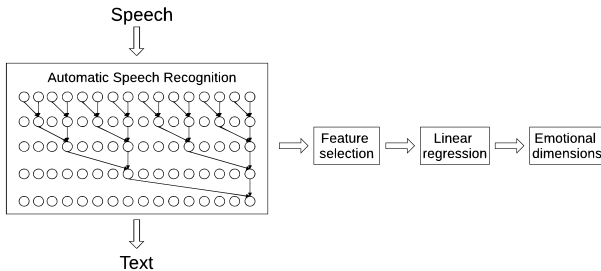 Speech
Automatic Speech Recognition
Feature
selection
Linear
regression
Emotional
dimensions
Text